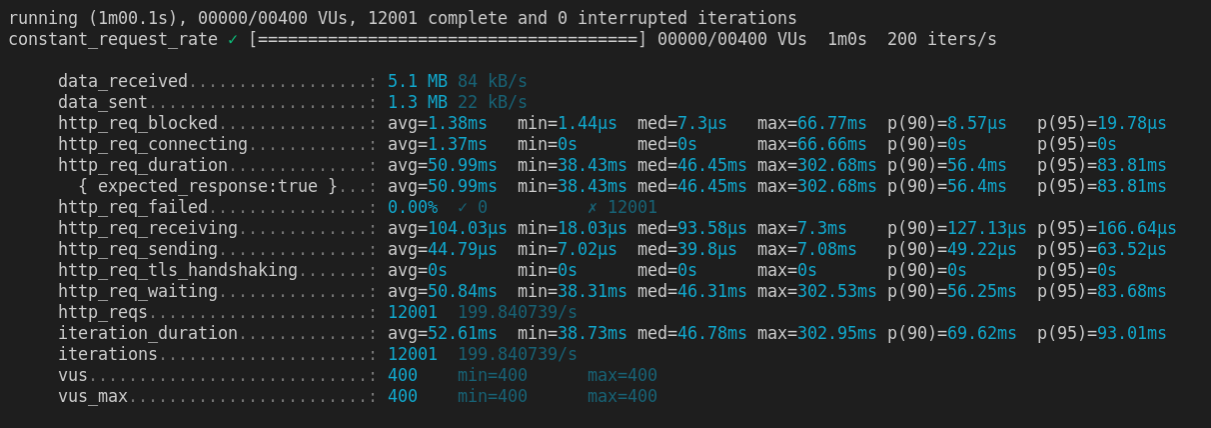 running (1m00.1s), 00000/00400 VUs, 12001 complete and 0 interrupted iterations
constant_request_rate ✓ [======================================] 00000/00400 VUs  1m0s  200 iters/s

     data_received..................: 5.1 MB 84 kB/s
     data_sent......................: 1.3 MB 22 kB/s
     http_req_blocked...............: avg=1.38ms   min=1.44µs  med=7.3µs   max=66.77ms  p(90)=8.57µs   p(95)=19.78µs
     http_req_connecting............: avg=1.37ms   min=0s      med=0s      max=66.66ms  p(90)=0s       p(95)=0s
     http_req_duration..............: avg=50.99ms  min=38.43ms med=46.45ms max=302.68ms p(90)=56.4ms   p(95)=83.81ms
       { expected_response:true }...: avg=50.99ms  min=38.43ms med=46.45ms max=302.68ms p(90)=56.4ms   p(95)=83.81ms
     http_req_failed................: 0.00%  ✓ 0          ✗ 12001
     http_req_receiving.............: avg=104.03µs min=18.03µs med=93.58µs max=7.3ms    p(90)=127.13µs p(95)=166.64µs
     http_req_sending...............: avg=44.79µs  min=7.02µs  med=39.8µs  max=7.08ms   p(90)=49.22µs  p(95)=63.52µs
     http_req_tls_handshaking.......: avg=0s       min=0s      med=0s      max=0s       p(90)=0s       p(95)=0s
     http_req_waiting...............: avg=50.84ms  min=38.31ms med=46.31ms max=302.53ms p(90)=56.25ms  p(95)=83.68ms
     http_reqs......................: 12001  199.840739/s
     iteration_duration.............: avg=52.61ms  min=38.73ms med=46.78ms max=302.95ms p(90)=69.62ms  p(95)=93.01ms
     iterations.....................: 12001  199.840739/s
     vus............................: 400    min=400      max=400
     vus_max........................: 400    min=400      max=400